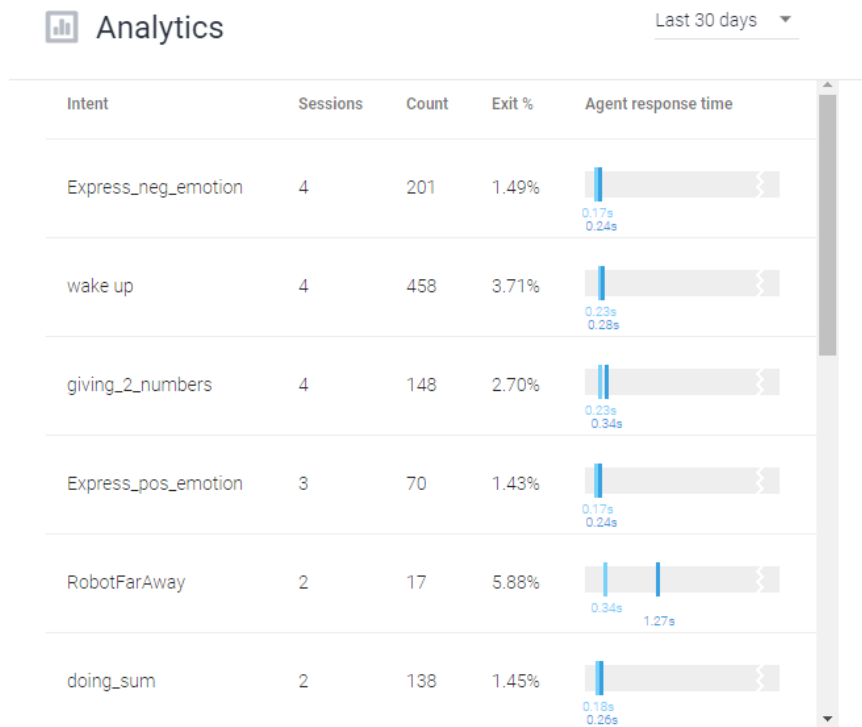 Analytics
Last 30 days
Intent Sessions Count Exit % Agent response time
Express_neg_emotion 4 201 1.49%
0.17s
0.24s
wake up 4 458 3.71%
0.23s
0.28s
giving_2_numbers 4 148 2.70%
0.23s
0.34s
Express_pos_emotion 3 70 1.43%
0.17s
0.24s
RobotFarAway 2 17 5.88%
0.34s
1.27s
doing_sum 2 138 1.45%
0.18s
0.26s